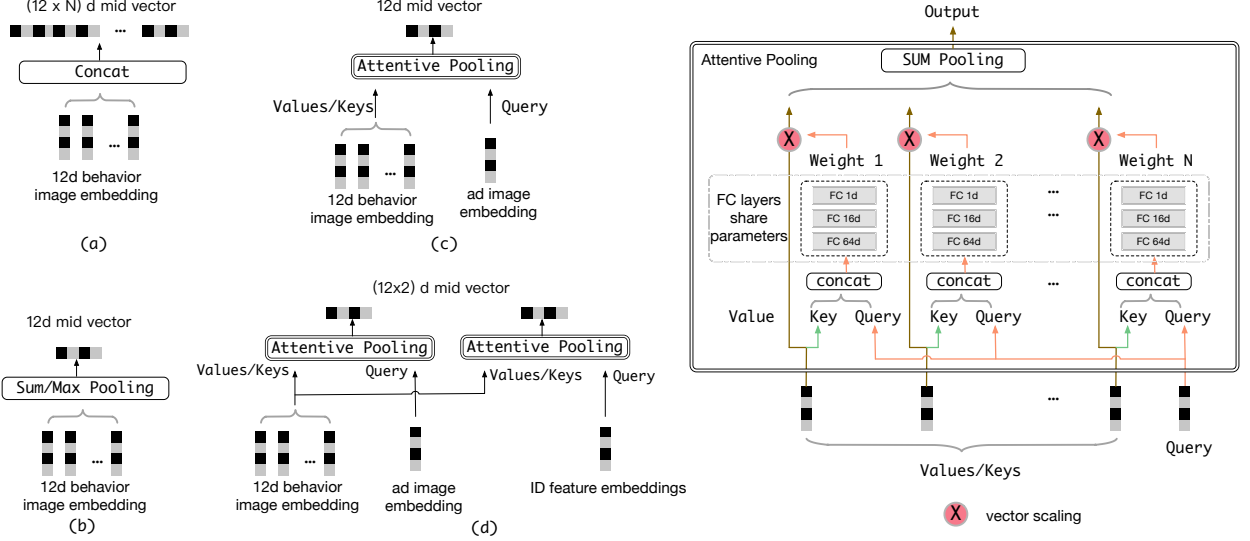 (12 x N) d mid vector
...
Concat
...
12d behavior
image embedding
(a)
12d mid vector
Sum/Max Pooling
...
12d behavior
image embedding
(b)
12d mid vector
Attentive Pooling
Values/Keys
Query
...
12d behavior
image embedding
ad image
embedding
(c)
(12x2) d mid vector
Attentive Pooling
Attentive Pooling
Values/Keys
Query
Values/Keys
Query
...
12d behavior
image embedding
ad image
embedding
ID feature embeddings
(d)
Output
Attentive Pooling
SUM Pooling
X
X
X
Weight 1
Weight 2
Weight N
FC layers
share
parameters
FC 1d
FC 16d
FC 64d
FC 1d
FC 16d
FC 64d
...
...
FC 1d
FC 16d
FC 64d
concat
concat
...
concat
Value
Key
Query
Key
Query
Key
Query
...
Query
Values/Keys
X
vector scaling